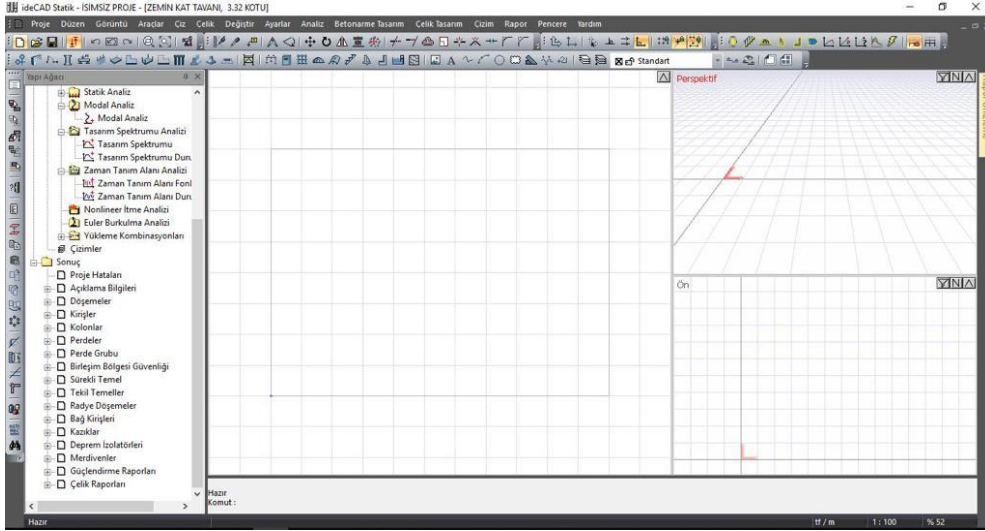 ideCAD Statik - [İSİMSİZ PROJE - [ZEMİN KAT TAVANI, 3.32 KOTU]
Proje Düzen Görüntü Araçlar Çiz Çelik Değiştir Ayarlar Analiz Betonarme Tasarım Çelik Tasarım Çizim Rapor Pencere Yardım
Standart
Yapı Ağacı
Statik Analiz
Modal Analiz
Modal Analiz
Tasarım Spektrumu Analizi
Tasarım Spektrumu
Tasarım Spektrumu Duru
Zaman Tanım Alanı Analizi
Zaman Tanım Alanı Fonl
Zaman Tanım Alanı Duru
Nonlineer İtme Analizi
Euler Burkulma Analizi
Yükleme Kombinasyonları
Çizimler
Sonuç
Proje Hataları
Açıklama Bilgileri
Döşemeler
Kirişler
Kolonlar
Perdeler
Perde Grubu
Birleşim Bölgesi Güvenliği
Sürekli Temel
Tekil Temeller
Radye Döşemeler
Bağ Kirişleri
Kazıklar
Deprem İzolatörleri
Merdivenler
Güçlendirme Raporları
Çelik Raporları
Perspektif
Ön
Hazır
Komut :
Hazır
tf / m
1 : 100
% 52